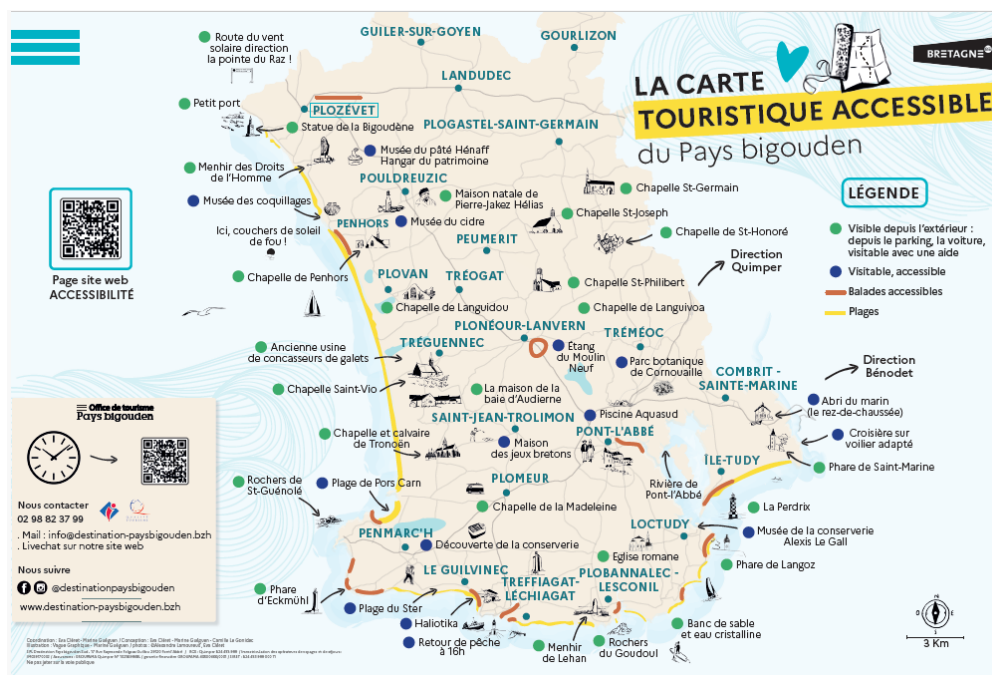 Route du vent
solaire direction
la pointe du Raz !
GUILER-SUR-GOYEN
GOURLIZON
BRETAGNE
LA CARTE
TOURISTIQUE ACCESSIBLE
du Pays bigouden
LANDUDEC
Petit port
PLOZÉVET
Statue de la Bigoudène
PLOGASTEL-SAINT-GERMAIN
Musée du pâté Hénaff
Hangar du patrimoine
Menhir des Droits
de l'Homme
POULDREUZIC
Chapelle St-Germain
LÉGENDE
Visible depuis l'extérieur :
depuis le parking, la voiture,
visitable avec une aide
Visitable, accessible
Balades accessibles
Plages
Musée des coquillages
Maison natale de
Pierre-Jakez Hélias
Chapelle St-Joseph
PENHORS
Musée du cidre
Ici, couchers de soleil
de fou !
Chapelle de St-Honoré
PEUMERIT
Direction
Quimper
Page site web
ACCESSIBILITÉ
Chapelle de Penhors
PLOVAN
TRÉOGAT
Chapelle St-Philibert
Chapelle de Languidou
Chapelle de Languivoa
PLONÉOUR-LANVERN
TRÉMÉOC
Ancienne usine
de concasseurs de galets
TRÉGUENNEC
Étang
du Moulin
Neuf
Parc botanique
de Cornouaille
Direction
Bénodet
COMBRIT -
SAINTE-MARINE
Chapelle Saint-Vio
La maison de la
baie d'Audierne
Abri du marin
(le rez-de-chaussée)
Office de tourisme
Pays bigouden
SAINT-JEAN-TROLIMON
Piscine Aquasud
Chapelle et calvaire
de Tronoën
Maison
des jeux bretons
PONT-L'ABBÉ
Croisière sur
voilier adapté
ÎLE-TUDY
Phare de Saint-Marine
Rochers de
St-Guénolé
Plage de Pors Carn
PLOMEUR
Rivière de
Pont-l'Abbé
Nous contacter
02 98 82 37 99
. Mail : info@destination-paysbigouden.bzh
. Livechat sur notre site web
Chapelle de la Madeleine
La Perdrix
PENMARC'H
Découverte de la conserverie
LOCTUDY
Musée de la conserverie
Alexis Le Gall
Eglise romane
Phare de Langoz
Nous suivre
@destinationpaysbigouden
www.destination-paysbigouden.bzh
LE GUILVINEC
TREFFIAGAT-
LÉCHIAGAT
PLOBANNALEC -
LESCONIL
Phare
d'Eckmühl
Plage du Ster
Haliotika
Retour de pêche
à 16h
Menhir
de Lehan
Rochers
du Goudoul
Banc de sable
et eau cristalline
N
O
E
S
3 Km
Ne pas jeter sur la voie publique